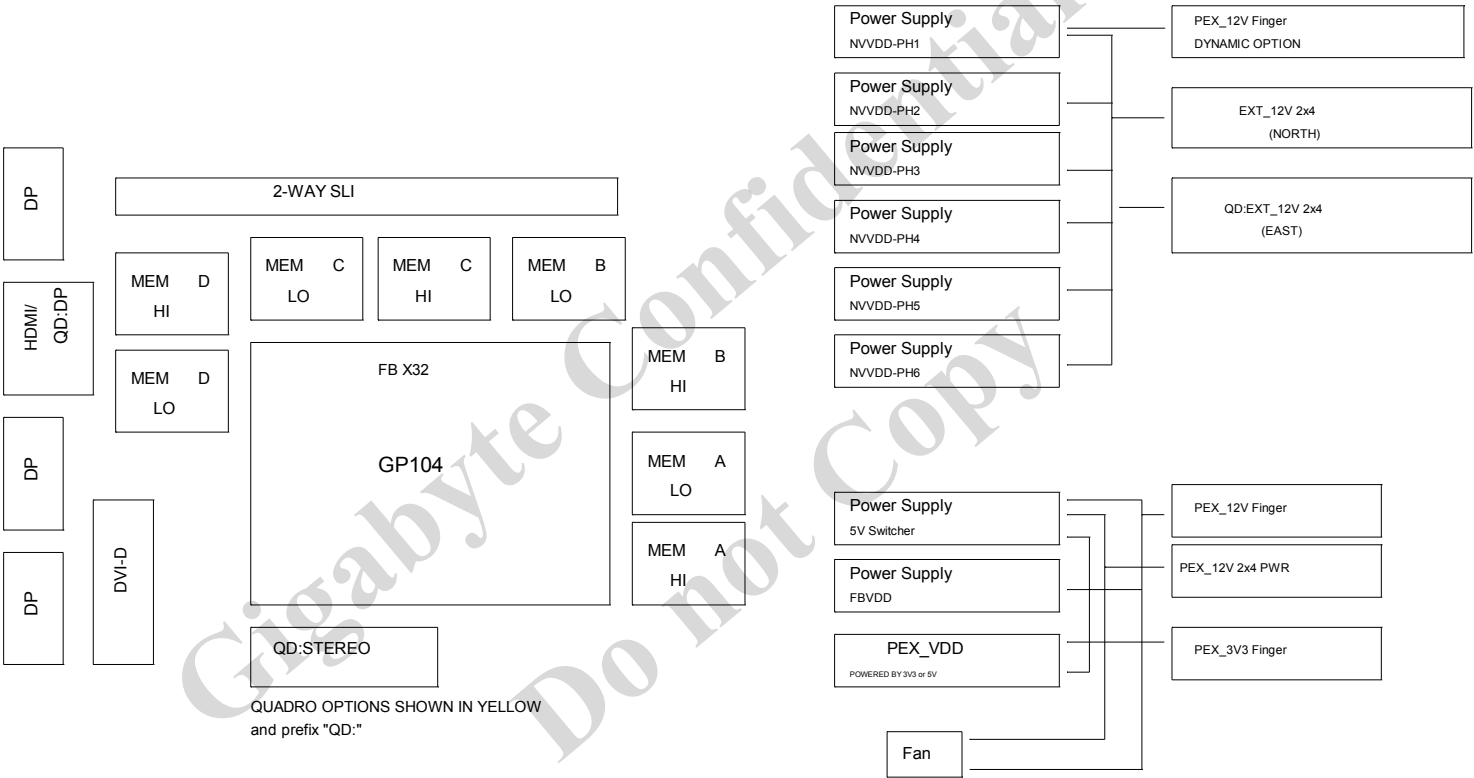 DP
HDMI/
QD:DP
DP
DP
DVI-D
2-WAY SLI
MEM D
HI
MEM D
LO
MEM C
LO
MEM C
HI
MEM B
LO
MEM B
HI
MEM A
LO
MEM A
HI
FB X32
GP104
QD:STEREO
QUADRO OPTIONS SHOWN IN YELLOW
and prefix "QD:"
Power Supply
NVVDD-PH1
Power Supply
NVVDD-PH2
Power Supply
NVVDD-PH3
Power Supply
NVVDD-PH4
Power Supply
NVVDD-PH5
Power Supply
NVVDD-PH6
PEX_12V Finger
DYNAMIC OPTION
EXT_12V 2x4
(NORTH)
QD:EXT_12V 2x4
(EAST)
Power Supply
5V Switcher
Power Supply
FBVDD
PEX_VDD
POWERED BY 3V3 or 5V
Fan
PEX_12V Finger
PEX_12V 2x4 PWR
PEX_3V3 Finger
Gigabyte Confidential
Do not Copy